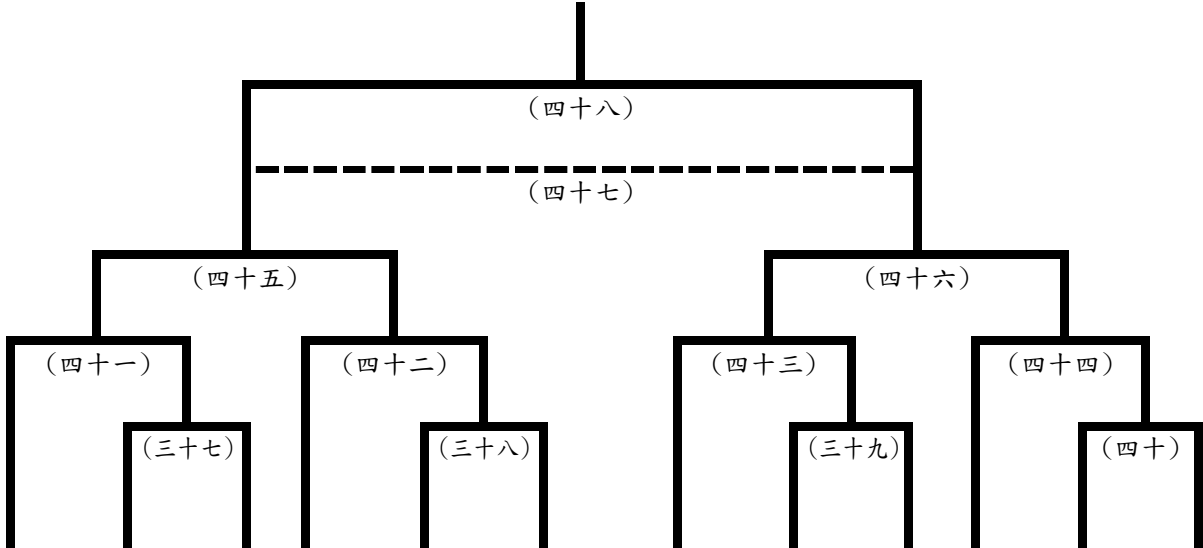 （四十八）
（四十七）
（四十五）
（四十六）
（四十一）
（四十二）
（四十三）
（四十四）
（三十七）
（三十八）
（三十九）
（四十）